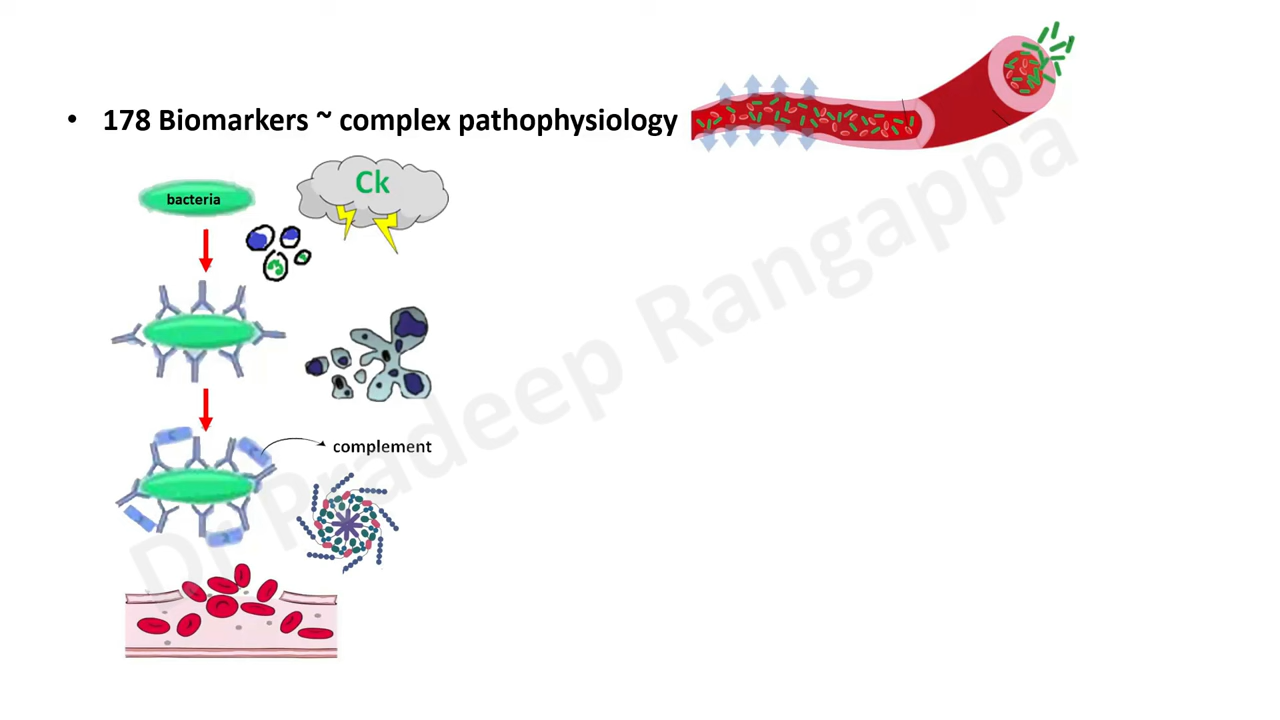 • 178 Biomarkers ~ complex pathophysiology
Ck
bacteria
complement
Dr Pradeep Rangappa